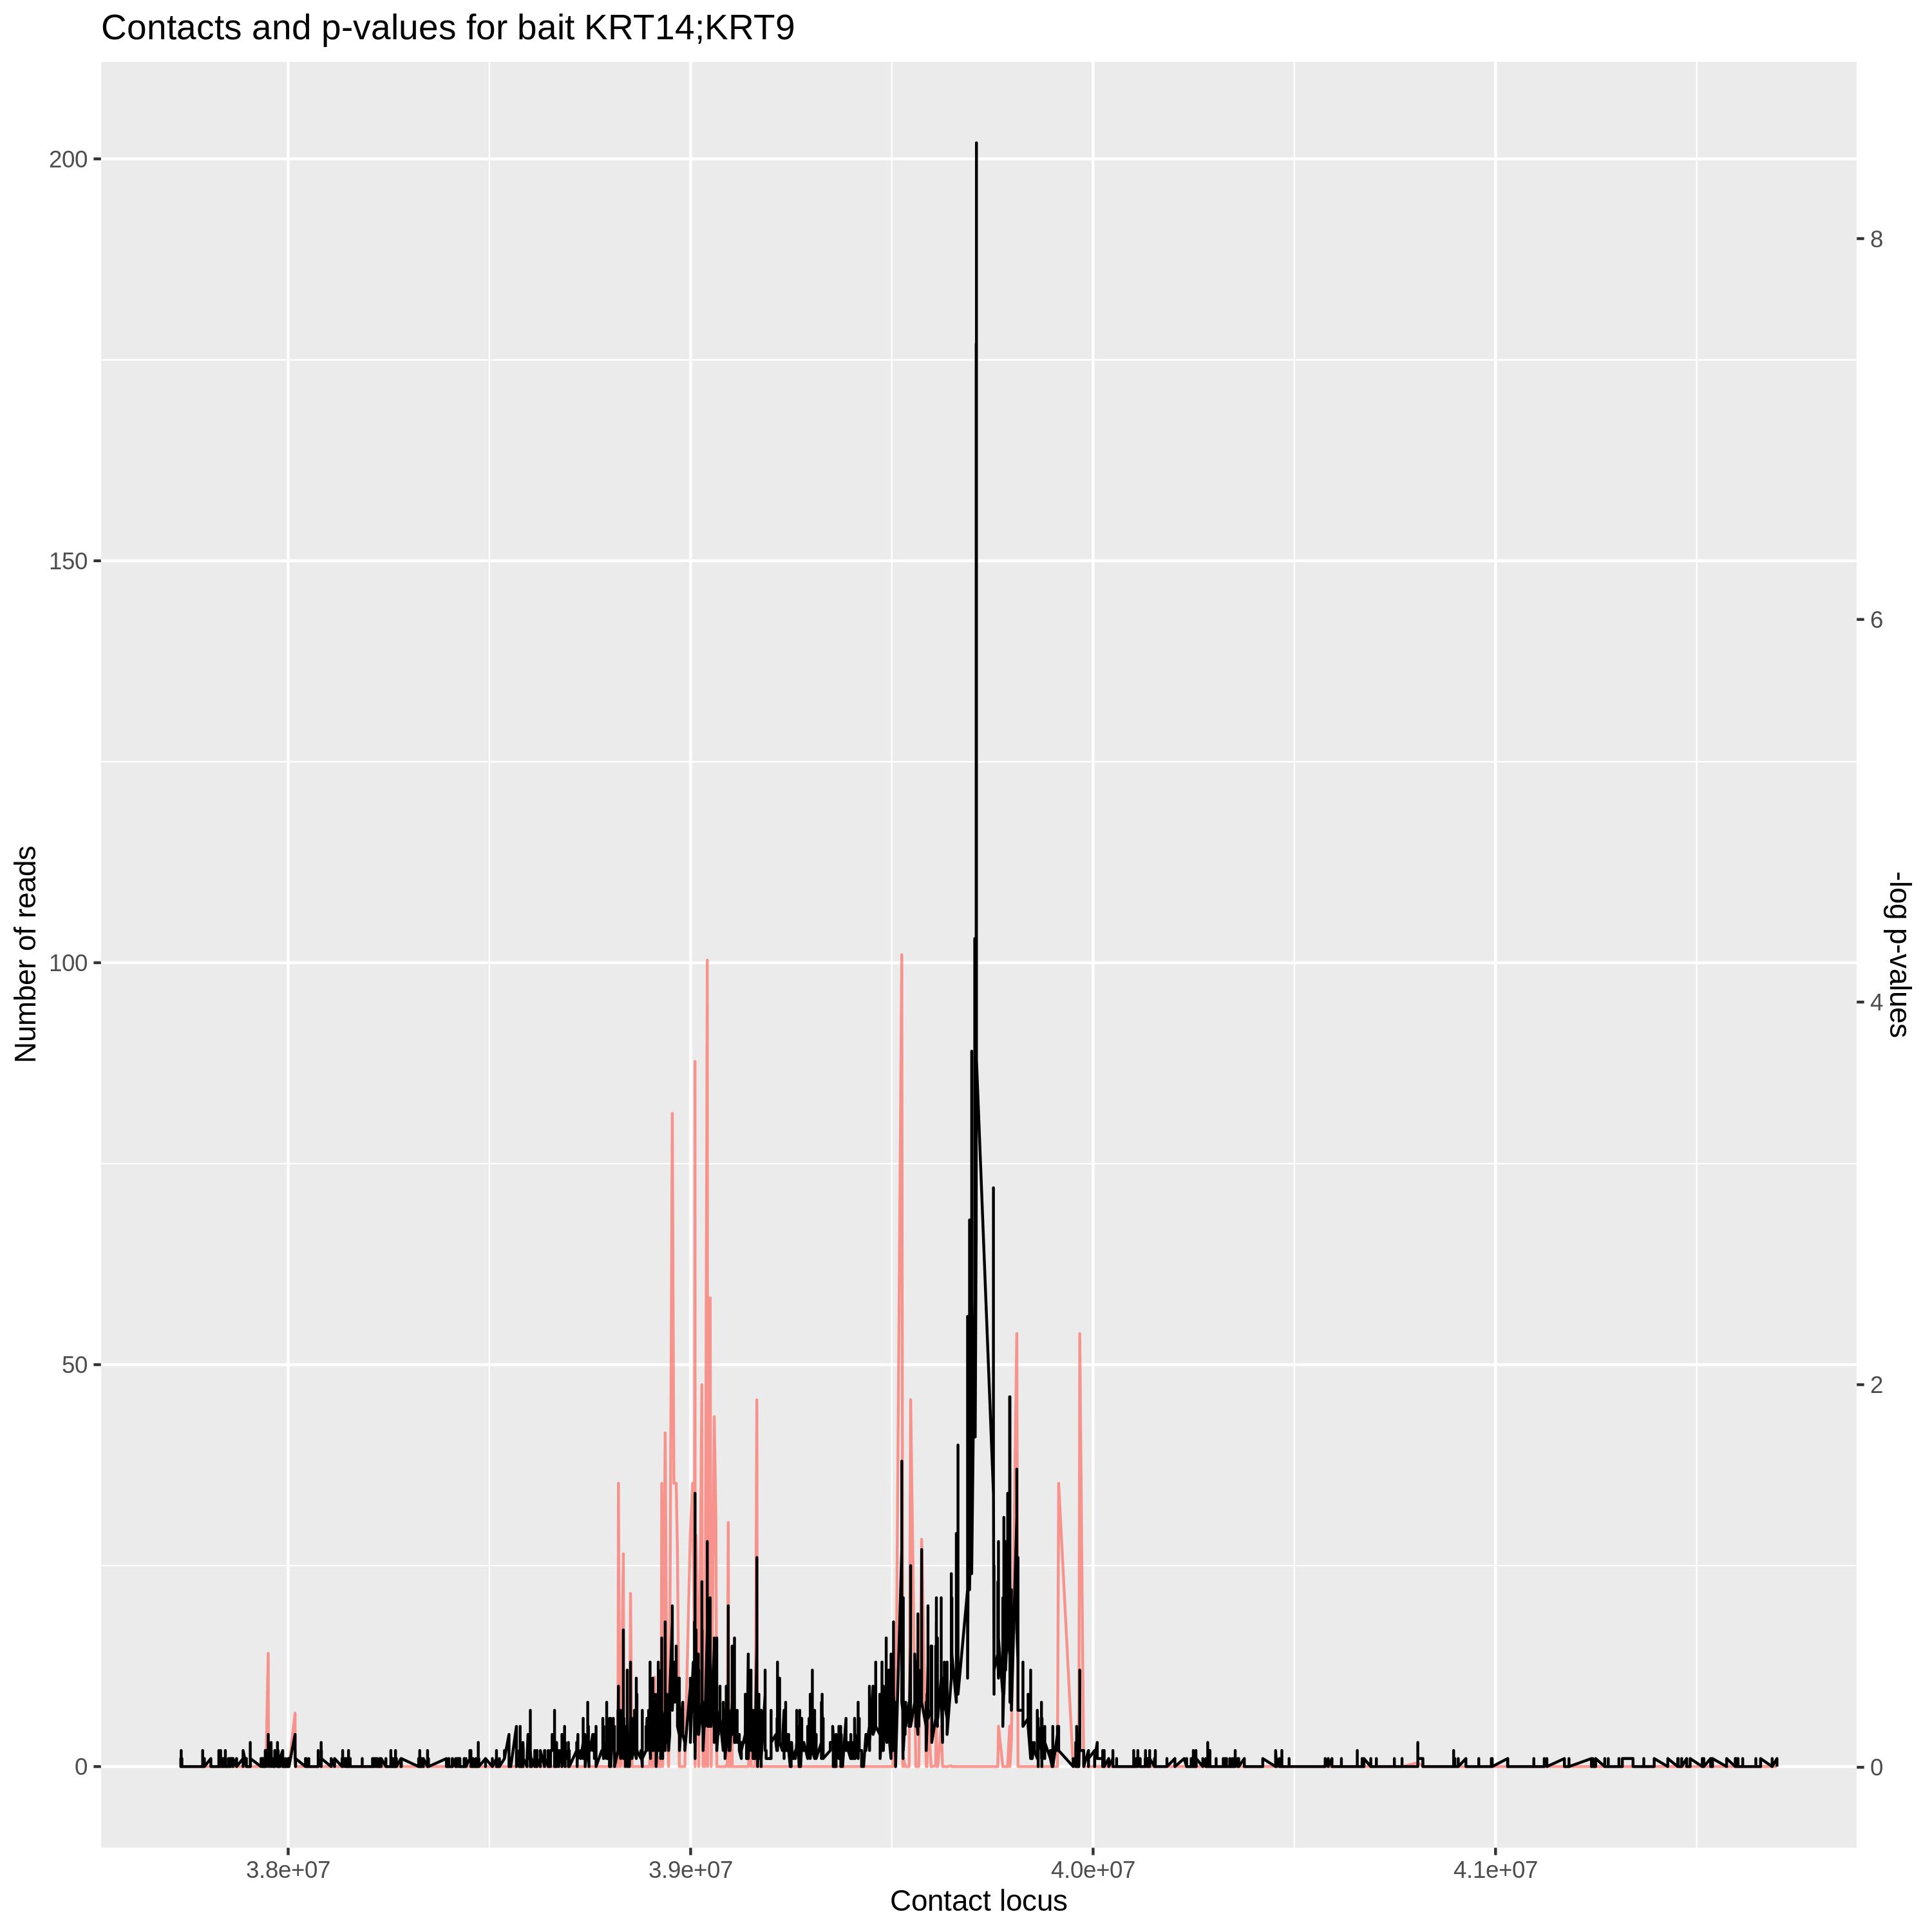 Contacts and p-values for bait KRT14;KRT9
Number of reads
200
150
100
50
0
8
6
4
2
0
-log p-values
3.8e+07
3.9e+07
4.0e+07
4.1e+07
Contact locus